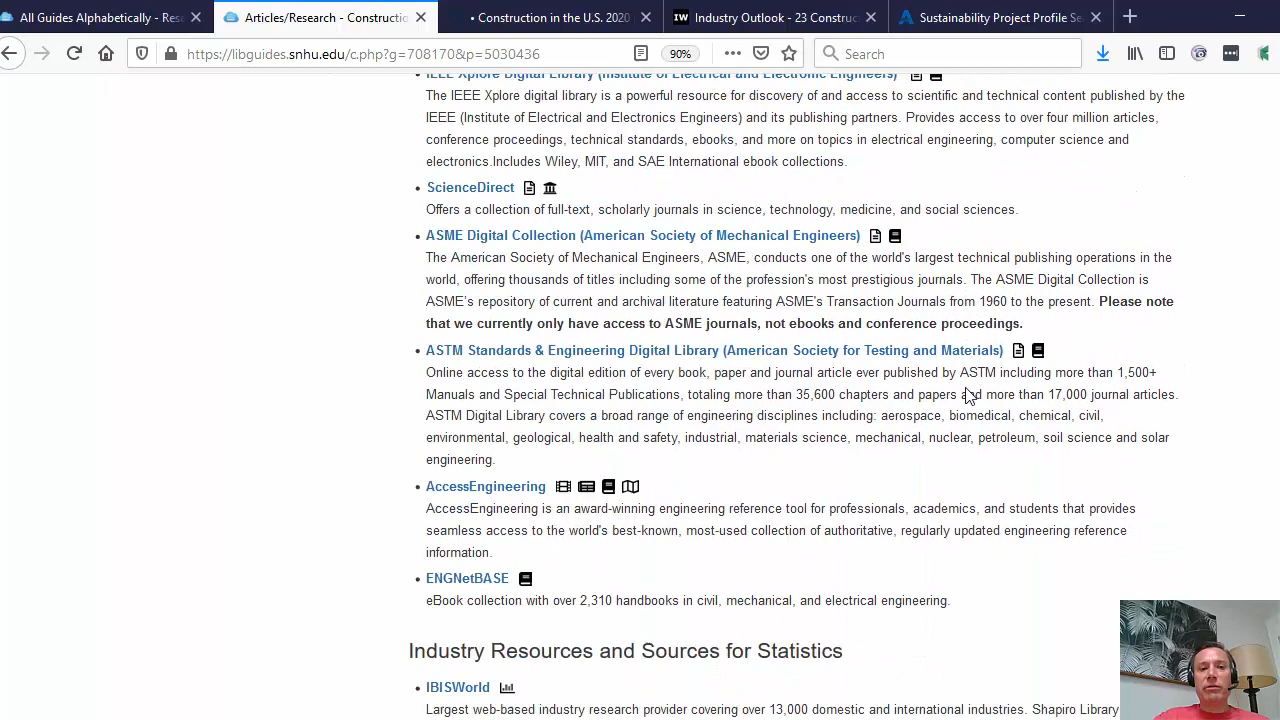 All Guides Alphabetically - Res
Articles/Research - Constructio
Construction in the U.S. 2020
IW Industry Outlook - 23 Construc
Sustainability Project Profile Se
https://libguides.snhu.edu/c.php?g=708170&p=5030436
90%
Search
IEEE Xplore Digital Library (Institute of Electrical and Electronic Engineers)
The IEEE Xplore digital library is a powerful resource for discovery of and access to scientific and technical content published by the
IEEE (Institute of Electrical and Electronics Engineers) and its publishing partners. Provides access to over four million articles,
conference proceedings, technical standards, ebooks, and more on topics in electrical engineering, computer science and
electronics.Includes Wiley, MIT, and SAE International ebook collections.
• ScienceDirect
Offers a collection of full-text, scholarly journals in science, technology, medicine, and social sciences.
• ASME Digital Collection (American Society of Mechanical Engineers)
The American Society of Mechanical Engineers, ASME, conducts one of the world's largest technical publishing operations in the
world, offering thousands of titles including some of the profession's most prestigious journals. The ASME Digital Collection is
ASME's repository of current and archival literature featuring ASME's Transaction Journals from 1960 to the present. Please note
that we currently only have access to ASME journals, not ebooks and conference proceedings.
• ASTM Standards & Engineering Digital Library (American Society for Testing and Materials)
Online access to the digital edition of every book, paper and journal article ever published by ASTM including more than 1,500+
Manuals and Special Technical Publications, totaling more than 35,600 chapters and papers and more than 17,000 journal articles.
ASTM Digital Library covers a broad range of engineering disciplines including: aerospace, biomedical, chemical, civil,
environmental, geological, health and safety, industrial, materials science, mechanical, nuclear, petroleum, soil science and solar
engineering.
• AccessEngineering
AccessEngineering is an award-winning engineering reference tool for professionals, academics, and students that provides
seamless access to the world's best-known, most-used collection of authoritative, regularly updated engineering reference
information.
• ENGNetBASE
eBook collection with over 2,310 handbooks in civil, mechanical, and electrical engineering.
Industry Resources and Sources for Statistics
• IBISWorld
Largest web-based industry research provider covering over 13,000 domestic and international industries. Shapiro Library